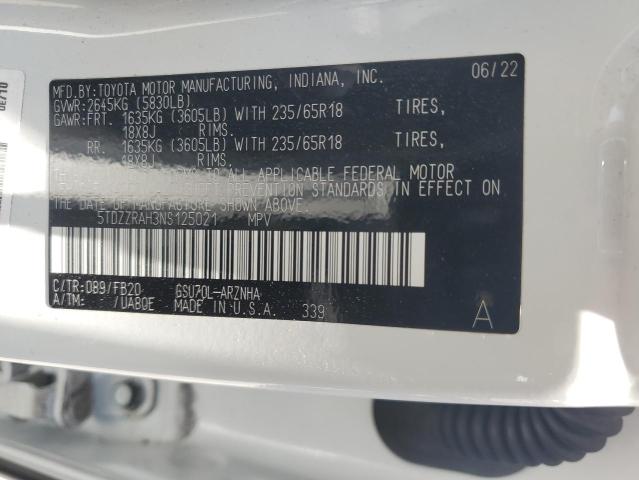 MFD.BY:TOYOTA MOTOR MANUFACTURING, INDIANA, INC. 06/22
GVWR:2645KG (5830LB)
GAWR:FRT. 1635KG (3605LB) WITH 235/65R18 TIRES,
18X8J RIMS.
RR. 1635KG (3605LB) WITH 235/65R18 TIRES,
18X8J RIMS.
TO ALL APPLICABLE FEDERAL MOTOR
PREVENTION STANDARDS IN EFFECT ON
THE DATE OF MANUFACTURE SHOWN ABOVE.
5TDZZRAH3NS125021 MPV
C/TR:089/FB20 GSU70L-ARZNHA
A/TM: /UA80E MADE IN U.S.A. 339
A